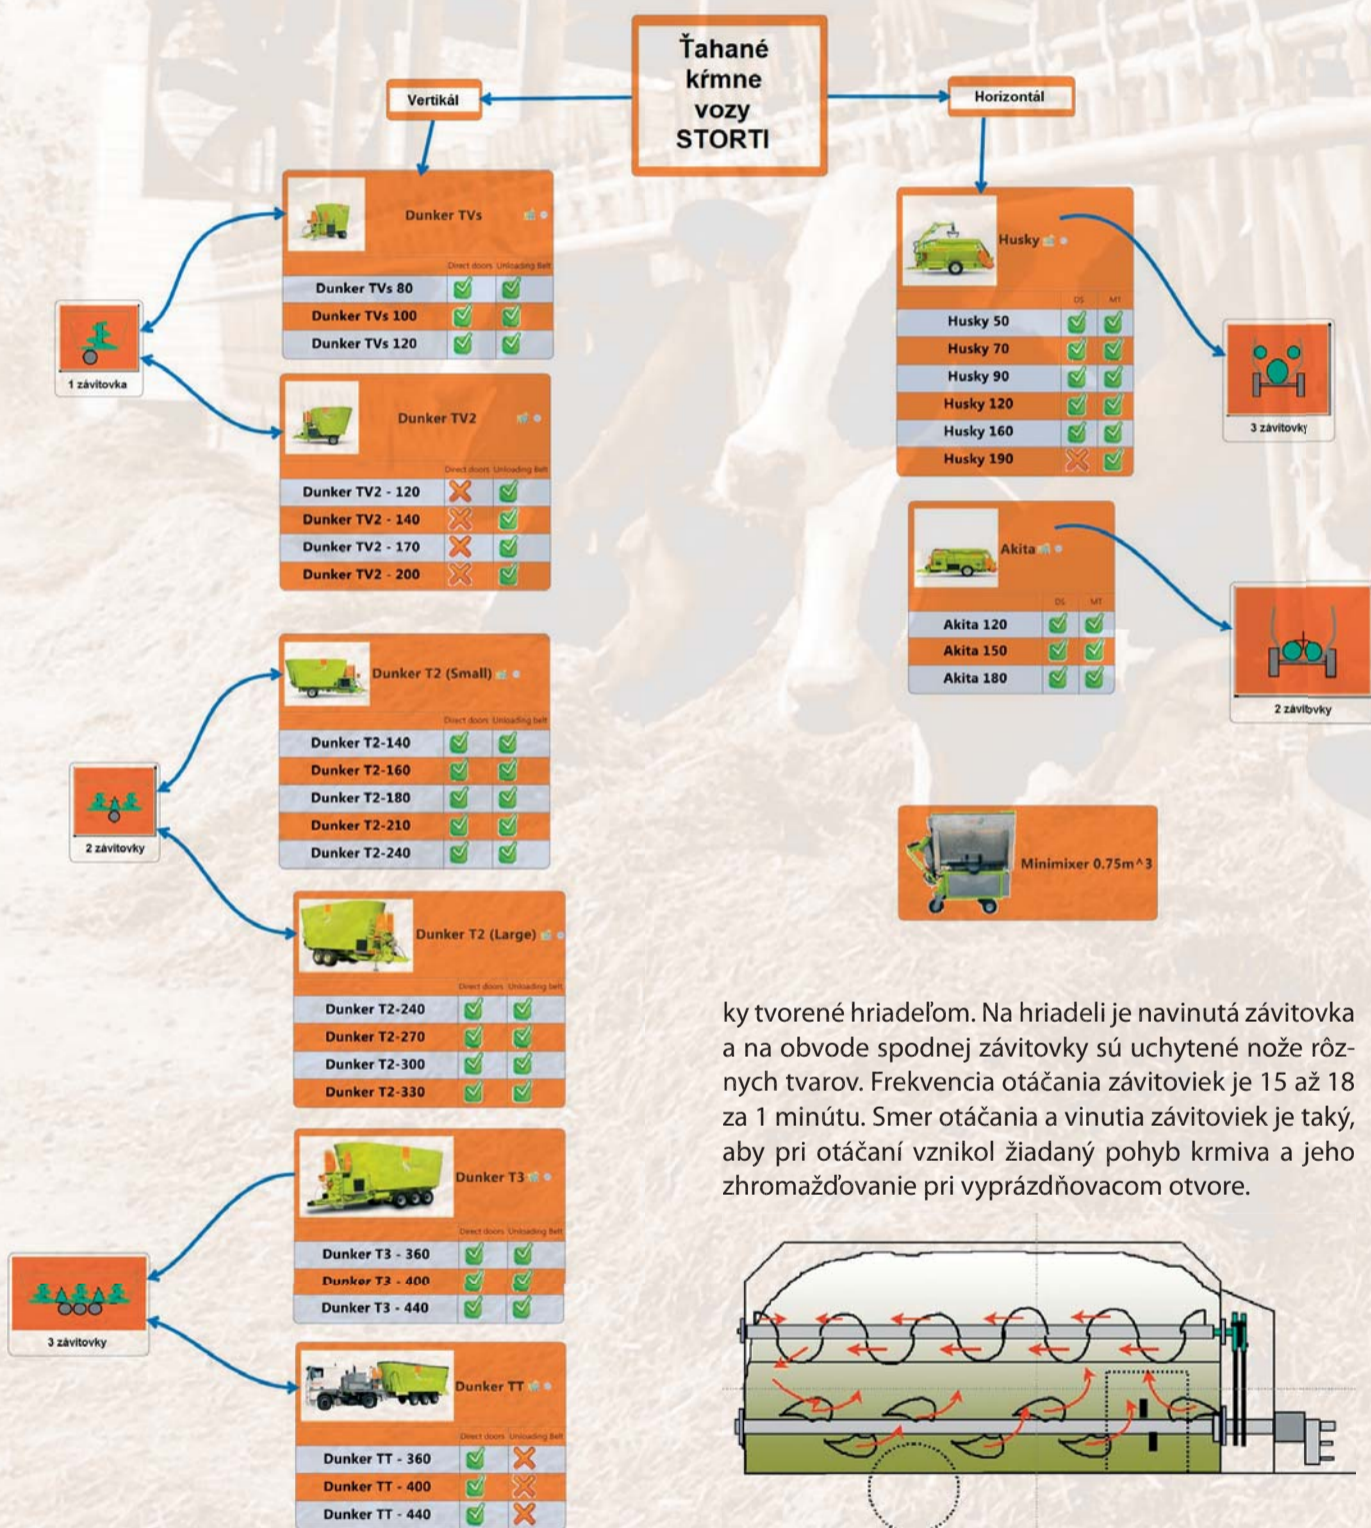 Ťahané
kŕmne
vozy
STORTI
Vertikál
Horizontál
Dunker TVs
Direct doors Unloading Belt
Dunker TVs 80
Dunker TVs 100
Dunker TVs 120
1 závitovka
Dunker TV2
Direct doors Unloading Belt
Dunker TV2 - 120
Dunker TV2 - 140
Dunker TV2 - 170
Dunker TV2 - 200
Dunker T2 (Small)
Direct doors Unloading belt
Dunker T2-140
Dunker T2-160
Dunker T2-180
Dunker T2-210
Dunker T2-240
2 závitovky
Dunker T2 (Large)
Direct doors Unloading belt
Dunker T2-240
Dunker T2-270
Dunker T2-300
Dunker T2-330
Dunker T3
Direct doors Unloading Belt
Dunker T3 - 360
Dunker T3 - 400
Dunker T3 - 440
3 závitovky
Dunker TT
Direct doors Unloading Belt
Dunker TT - 360
Dunker TT - 400
Dunker TT - 440
Husky
DS MT
Husky 50
Husky 70
Husky 90
Husky 120
Husky 160
Husky 190
3 závitovky
Akita
DS MT
Akita 120
Akita 150
Akita 180
2 závitovky
Minimixer 0.75m^3
ky tvorené hriadeľom. Na hriadeli je navinutá závitovka
a na obvode spodnej závitovky sú uchytené nože rôz-
nych tvarov. Frekvencia otáčania závitoviek je 15 až 18
za 1 minútu. Smer otáčania a vinutia závitoviek je taký,
aby pri otáčaní vznikol žiadaný pohyb krmiva a jeho
zhromažďovanie pri vyprázdňovacom otvore.